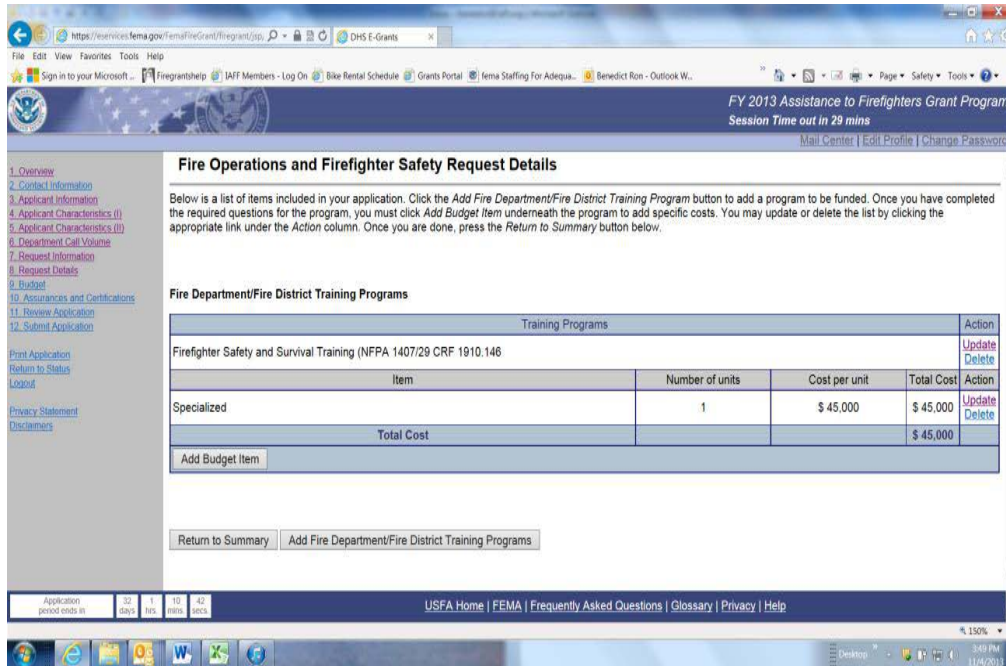 https://eservices.fema.gov/FemaFireGrant/firegrant/jsp.
DHS E-Grants
File Edit View Favorites Tools Help
Sign in to your Microsoft ... Firegrantshelp IAFF Members - Log On Bike Rental Schedule Grants Portal fema Staffing For Adequa... Benedict Ron - Outlook W...
Page Safety Tools
FY 2013 Assistance to Firefighters Grant Program
Session Time out in 29 mins
Mail Center | Edit Profile | Change Password
1. Overview
2. Contact Information
3. Applicant Information
4. Applicant Characteristics (I)
5. Applicant Characteristics (II)
6. Department Call Volume
7. Request Information
8. Request Details
9. Budget
10. Assurances and Certifications
11. Review Application
12. Submit Application
Print Application
Return to Status
Logout
Privacy Statement
Disclaimers
Fire Operations and Firefighter Safety Request Details
Below is a list of items included in your application. Click the Add Fire Department/Fire District Training Program button to add a program to be funded. Once you have completed
the required questions for the program, you must click Add Budget Item underneath the program to add specific costs. You may update or delete the list by clicking the
appropriate link under the Action column. Once you are done, press the Return to Summary button below.
Fire Department/Fire District Training Programs
Training Programs Action
Firefighter Safety and Survival Training (NFPA 1407/29 CRF 1910.146 Update
Delete
Item Number of units Cost per unit Total Cost Action
Specialized 1 $ 45,000 $ 45,000 Update
Delete
Total Cost $ 45,000
Add Budget Item
Return to Summary Add Fire Department/Fire District Training Programs
Application period ends in 32 days 1 hrs. 10 mins. 42 secs.
USFA Home | FEMA | Frequently Asked Questions | Glossary | Privacy | Help
150%
Desktop
3:49 PM